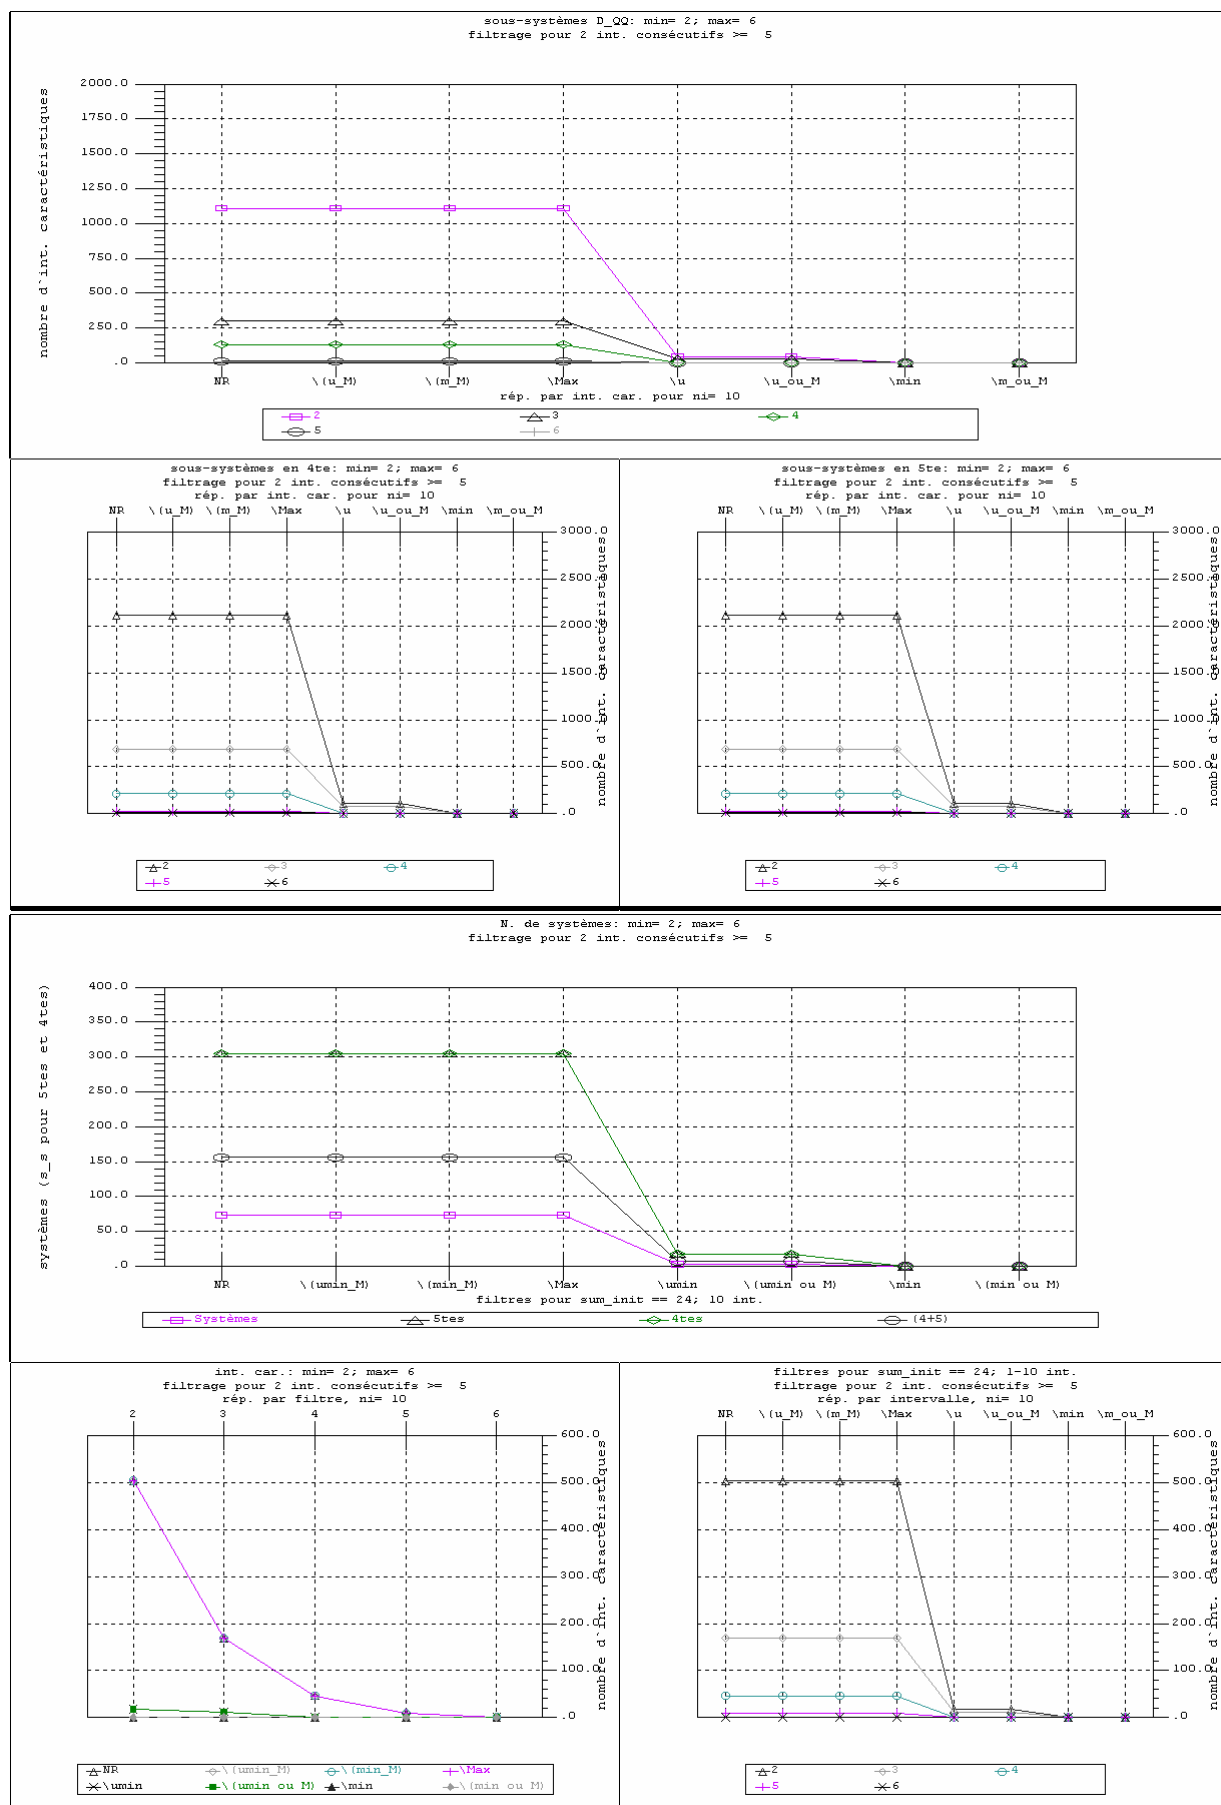 sous-systèmes D_QQ: min= 2; max= 6
filtrage pour 2 int. consécutifs >= 5
nombre d`int. caractéristiques
2000.0
1750.0
1500.0
1250.0
1000.0
750.0
500.0
250.0
.0
NR \(u_M) \(m_M) \Max \u \u_ou_M \min \m_ou_M
rép. par int. car. pour ni= 10
2 3 4
5 6
sous-systèmes en 4te: min= 2; max= 6
filtrage pour 2 int. consécutifs >= 5
rép. par int. car. pour ni= 10
NR \(u_M) \(m_M) \Max \u \u_ou_M \min \m_ou_M
3000.0
2500.0
2000.0
1500.0
1000.0
500.0
.0
nombre d`int. caractéristiques
2 3 4
5 6
sous-systèmes en 5te: min= 2; max= 6
filtrage pour 2 int. consécutifs >= 5
rép. par int. car. pour ni= 10
NR \(u_M) \(m_M) \Max \u \u_ou_M \min \m_ou_M
3000.0
2500.0
2000.0
1500.0
1000.0
500.0
.0
nombre d`int. caractéristiques
2 3 4
5 6
N. de systèmes: min= 2; max= 6
filtrage pour 2 int. consécutifs >= 5
systèmes (s_s pour 5tes et 4tes)
400.0
350.0
300.0
250.0
200.0
150.0
100.0
50.0
.0
NR \(umin_M) \(min_M) \Max \umin \(umin ou M) \min \(min ou M)
filtres pour sum_init == 24; 10 int.
Systèmes 5tes 4tes (4+5)
int. car.: min= 2; max= 6
filtrage pour 2 int. consécutifs >= 5
rép. par filtre, ni= 10
2 3 4 5 6
600.0
500.0
400.0
300.0
200.0
100.0
.0
nombre d`int. caractéristiques
NR \(umin_M) \(min_M) \Max
\umin \(umin ou M) \min \(min ou M)
filtres pour sum_init == 24; 1-10 int.
filtrage pour 2 int. consécutifs >= 5
rép. par intervalle, ni= 10
NR \(u_M) \(m_M) \Max \u \u_ou_M \min \m_ou_M
600.0
500.0
400.0
300.0
200.0
100.0
.0
nombre d`int. caractéristiques
2 3 4
5 6